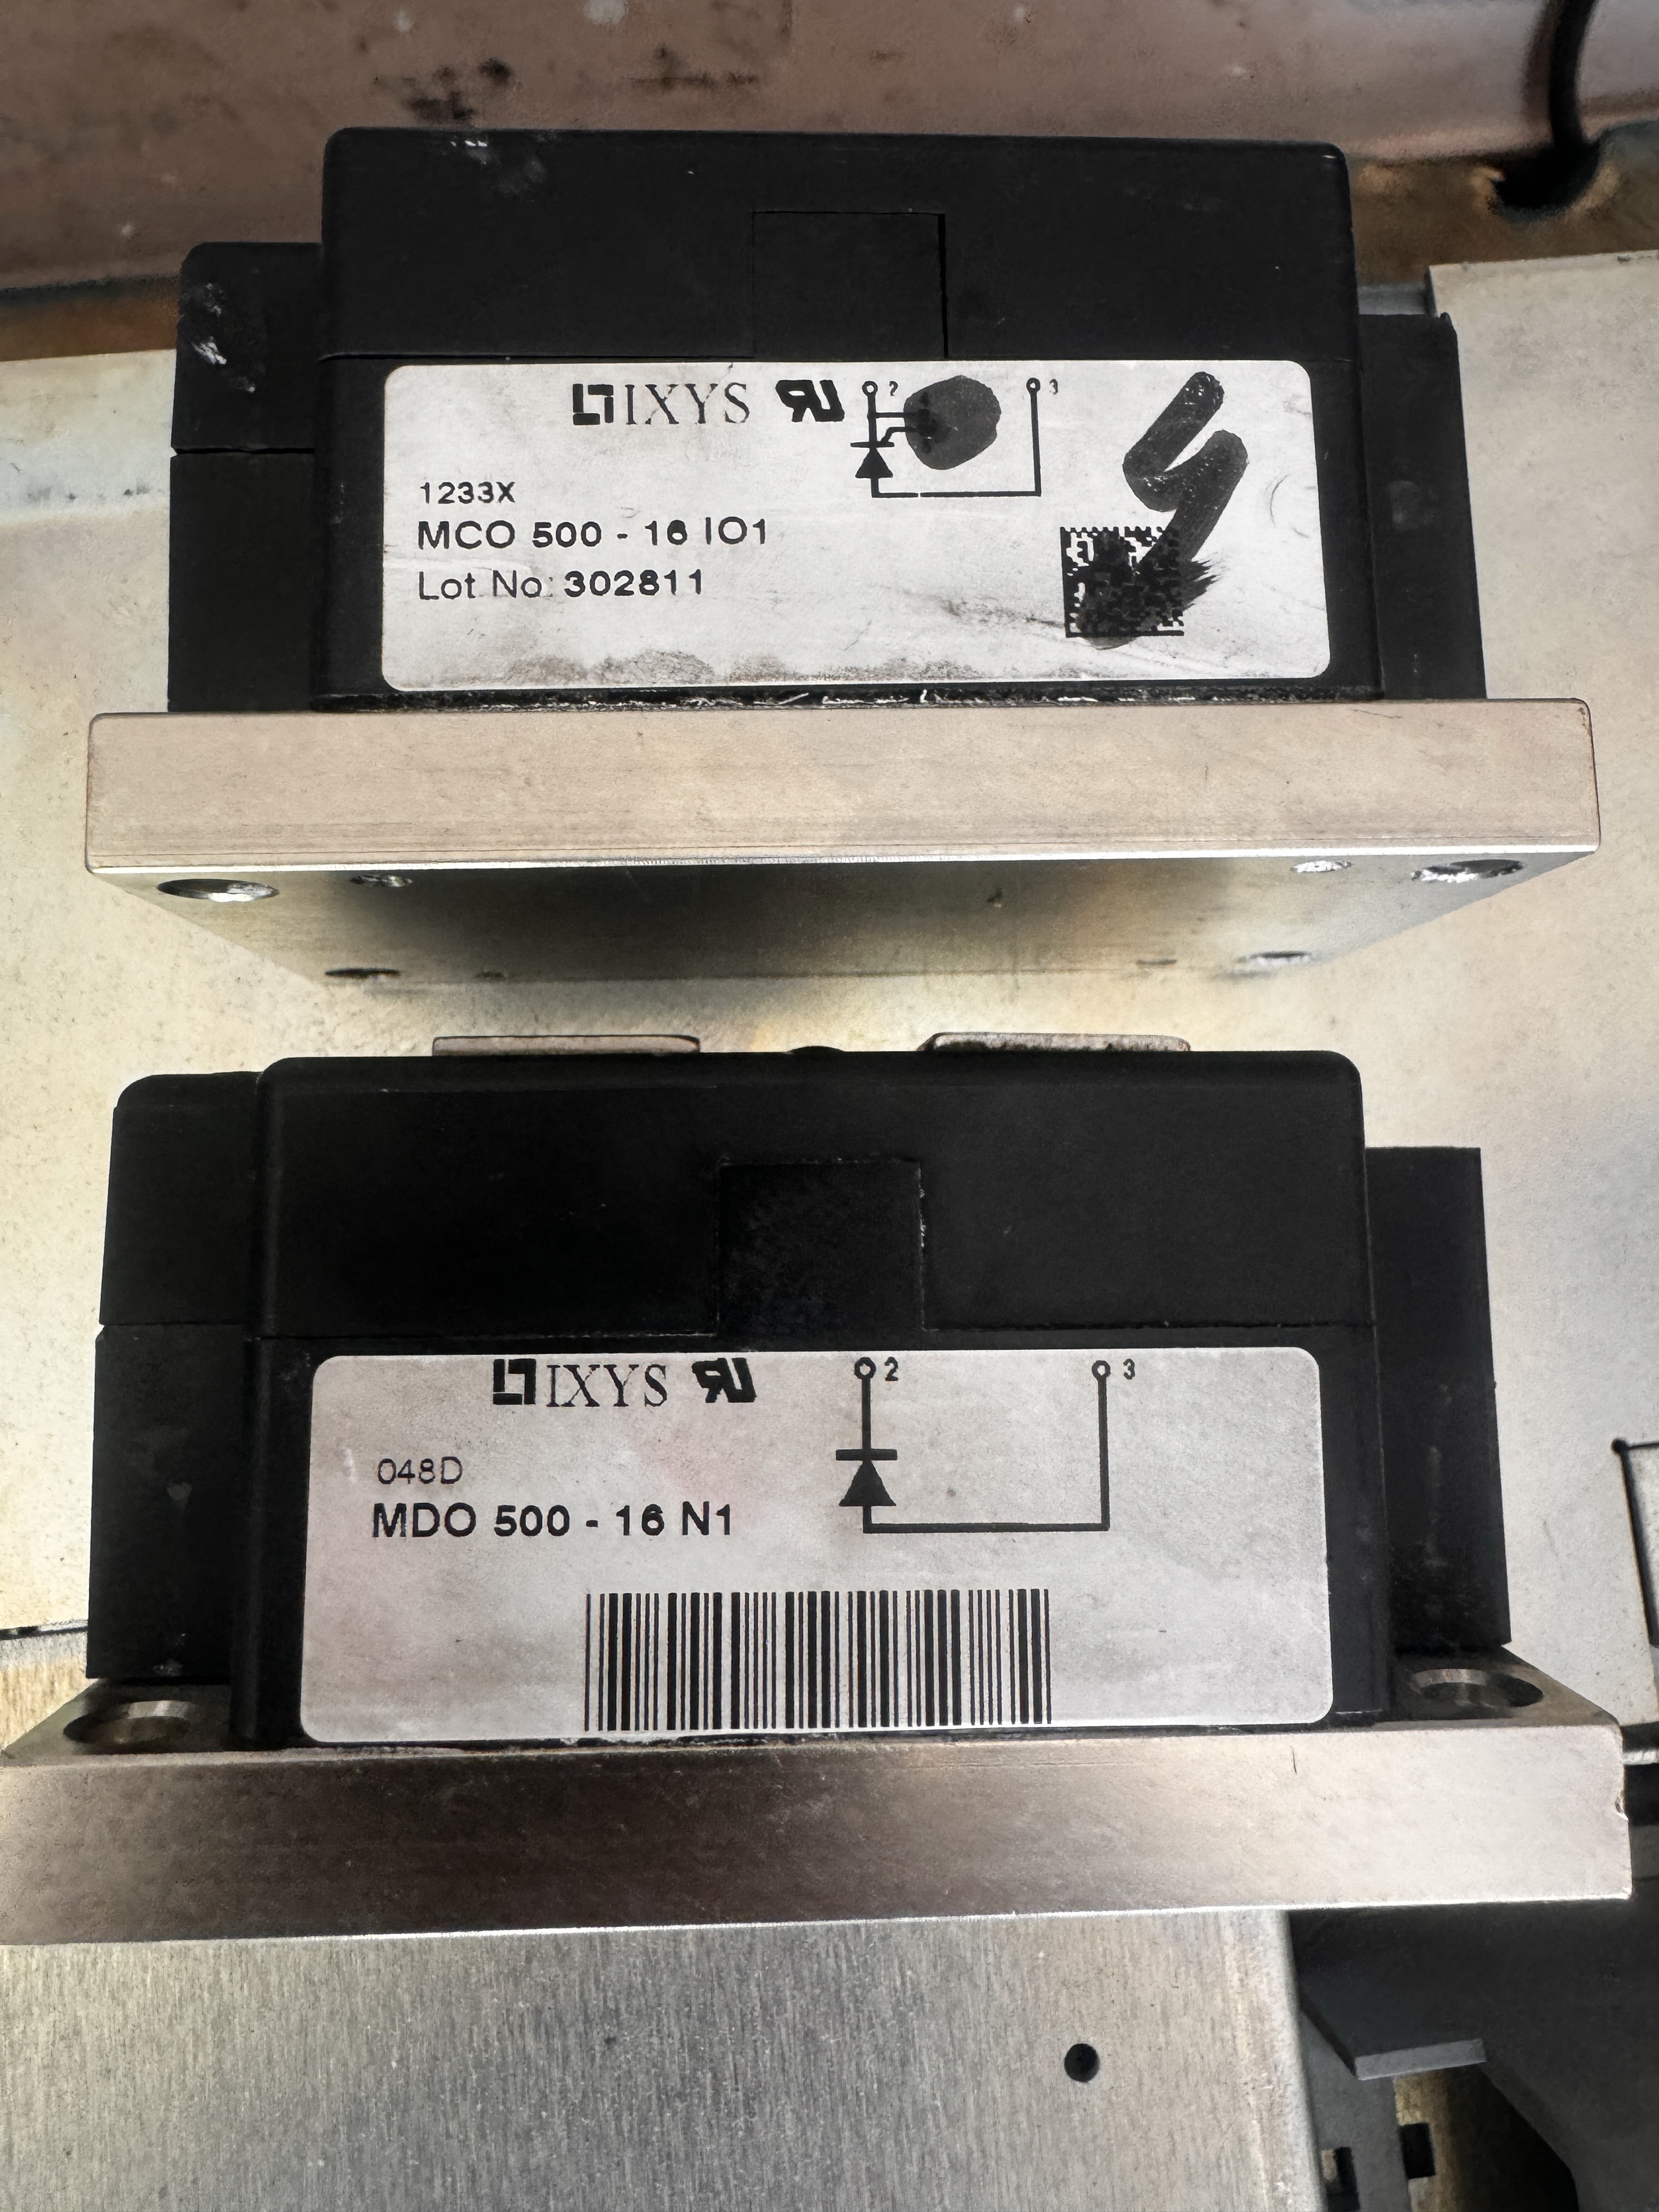 IXYS
2 3
1233X
MCO 500 - 16 IO1
Lot No: 302811
IXYS
2 3
048D
MDO 500 - 16 N1